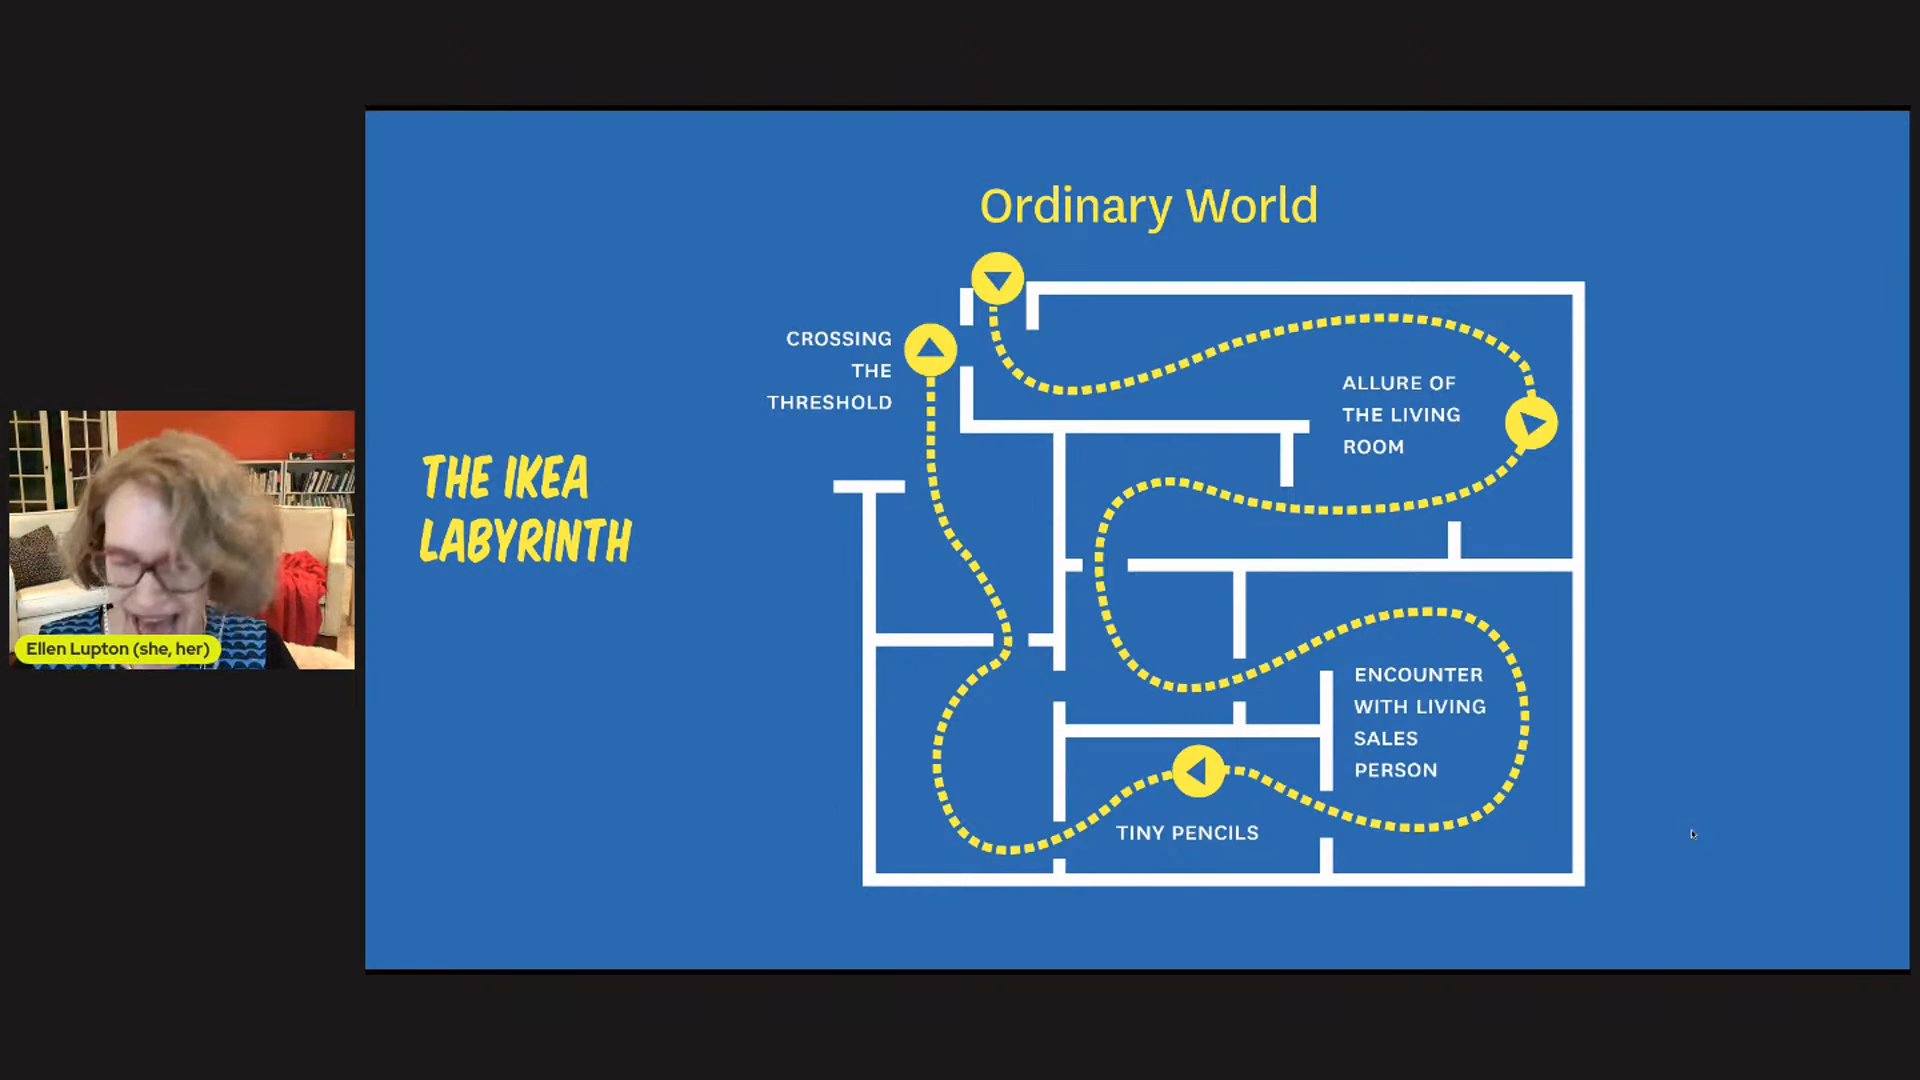 Ordinary World
CROSSING
THE
THRESHOLD
ALLURE OF
THE LIVING
ROOM
THE IKEA
LABYRINTH
Ellen Lupton (she, her)
ENCOUNTER
WITH LIVING
SALES
PERSON
TINY PENCILS